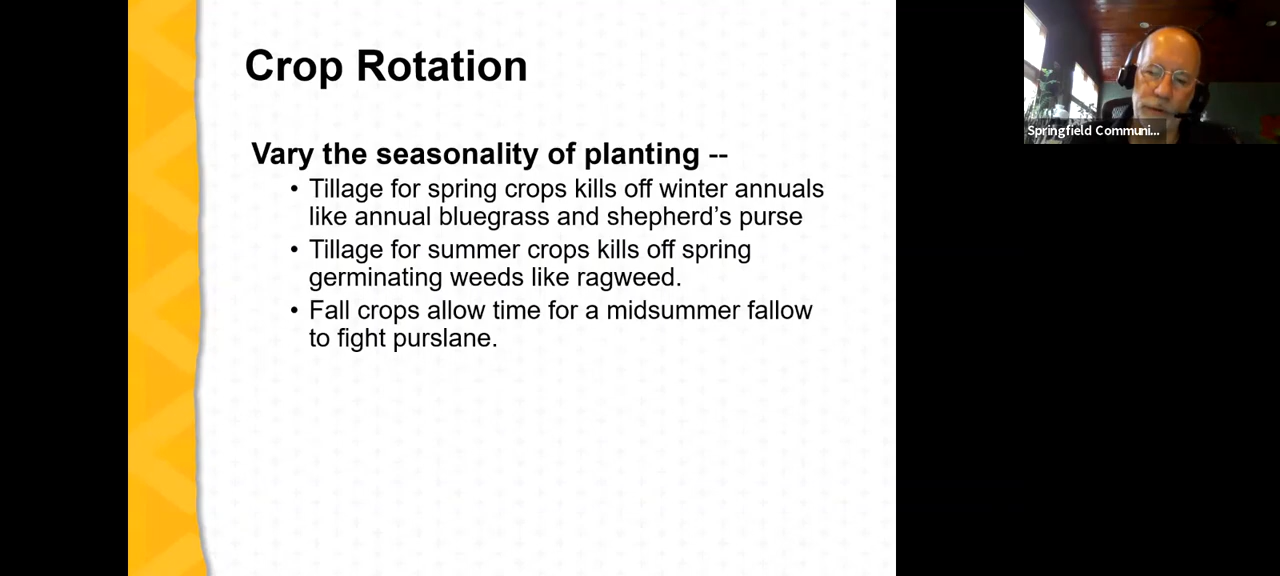 Crop Rotation
Vary the seasonality of planting --
• Tillage for spring crops kills off winter annuals
like annual bluegrass and shepherd’s purse
• Tillage for summer crops kills off spring
germinating weeds like ragweed.
• Fall crops allow time for a midsummer fallow
to fight purslane.
Springfield Communi...